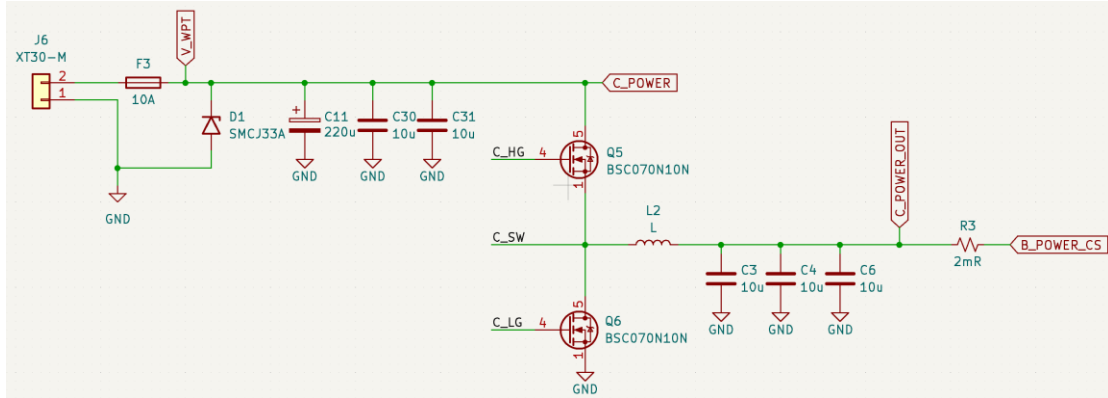 J6
XT30-M
2
1
F3
10A
V_WPT
D1
SMCJ33A
+
C11
220u
C30
10u
C31
10u
C_POWER
GND
GND
GND
GND
C_HG
4
5
1
Q5
BSC070N10N
C_SW
L2
L
C_POWER_OUT
R3
2mR
B_POWER_CS
C3
10u
C4
10u
C6
10u
GND
GND
GND
C_LG
4
5
1
Q6
BSC070N10N
GND